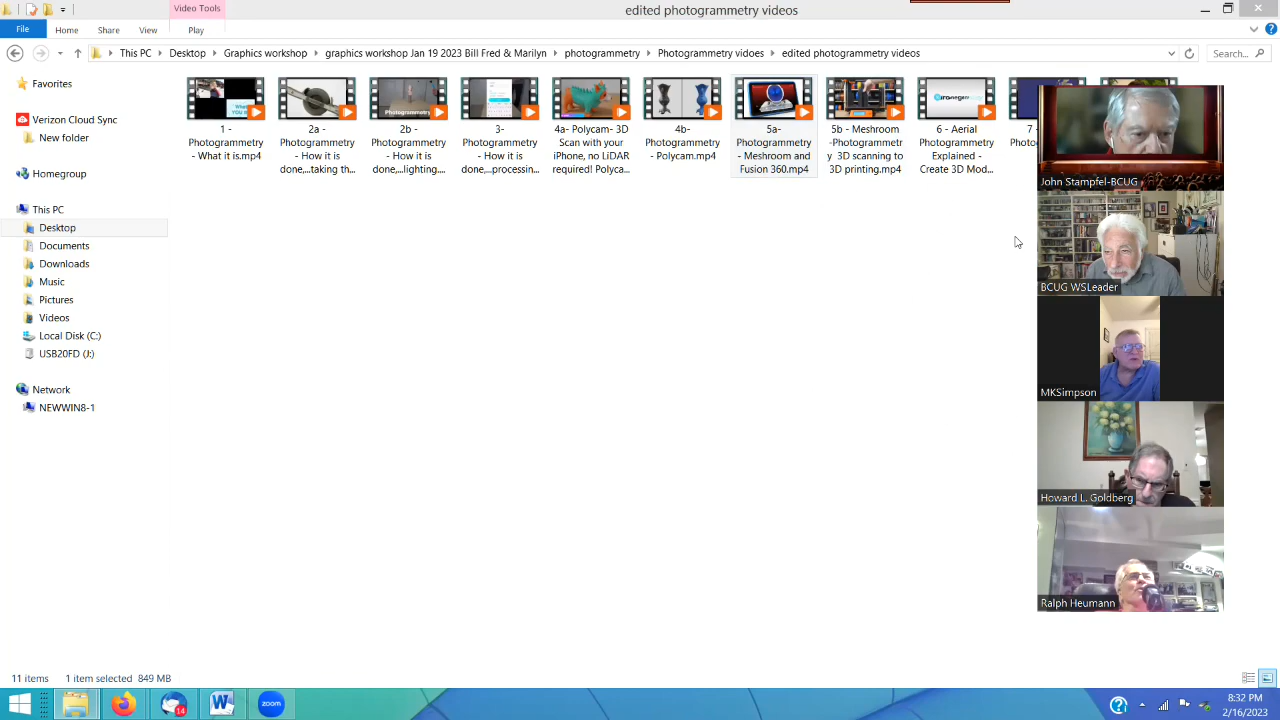 Video Tools
edited photogrammetry videos
File
Home
Share
View
Play
This PC
Desktop
Graphics workshop
graphics workshop Jan 19 2023 Bill Fred & Marilyn
photogrammetry
Photogrammetry vidoes
edited photogrammetry videos
Search...
Favorites
Verizon Cloud Sync
New folder
Homegroup
This PC
Desktop
Documents
Downloads
Music
Pictures
Videos
Local Disk (C:)
USB20FD (J:)
Network
NEWWIN8-1
1 -
Photogrammetry
- What it is.mp4
2a -
Photogrammetry
- How it is
done,...taking th...
2b -
Photogrammetry
- How it is
done,...lighting....
3-
Photogrammetry
- How it is
done,...processin...
4a- Polycam- 3D
Scan with your
iPhone, no LiDAR
required! Polyca...
4b-
Photogrammetry
- Polycam.mp4
5a-
Photogrammetry
- Meshroom and
Fusion 360.mp4
5b - Meshroom
-Photogrammetr
y 3D scanning to
3D printing.mp4
6 - Aerial
Photogrammetry
Explained -
Create 3D Mod...
7 -
Phot
John Stampfel-BCUG
BCUG WSLeader
MKSimpson
Howard L. Goldberg
Ralph Heumann
11 items
1 item selected 849 MB
14
zoom
8:32 PM
2/16/2023